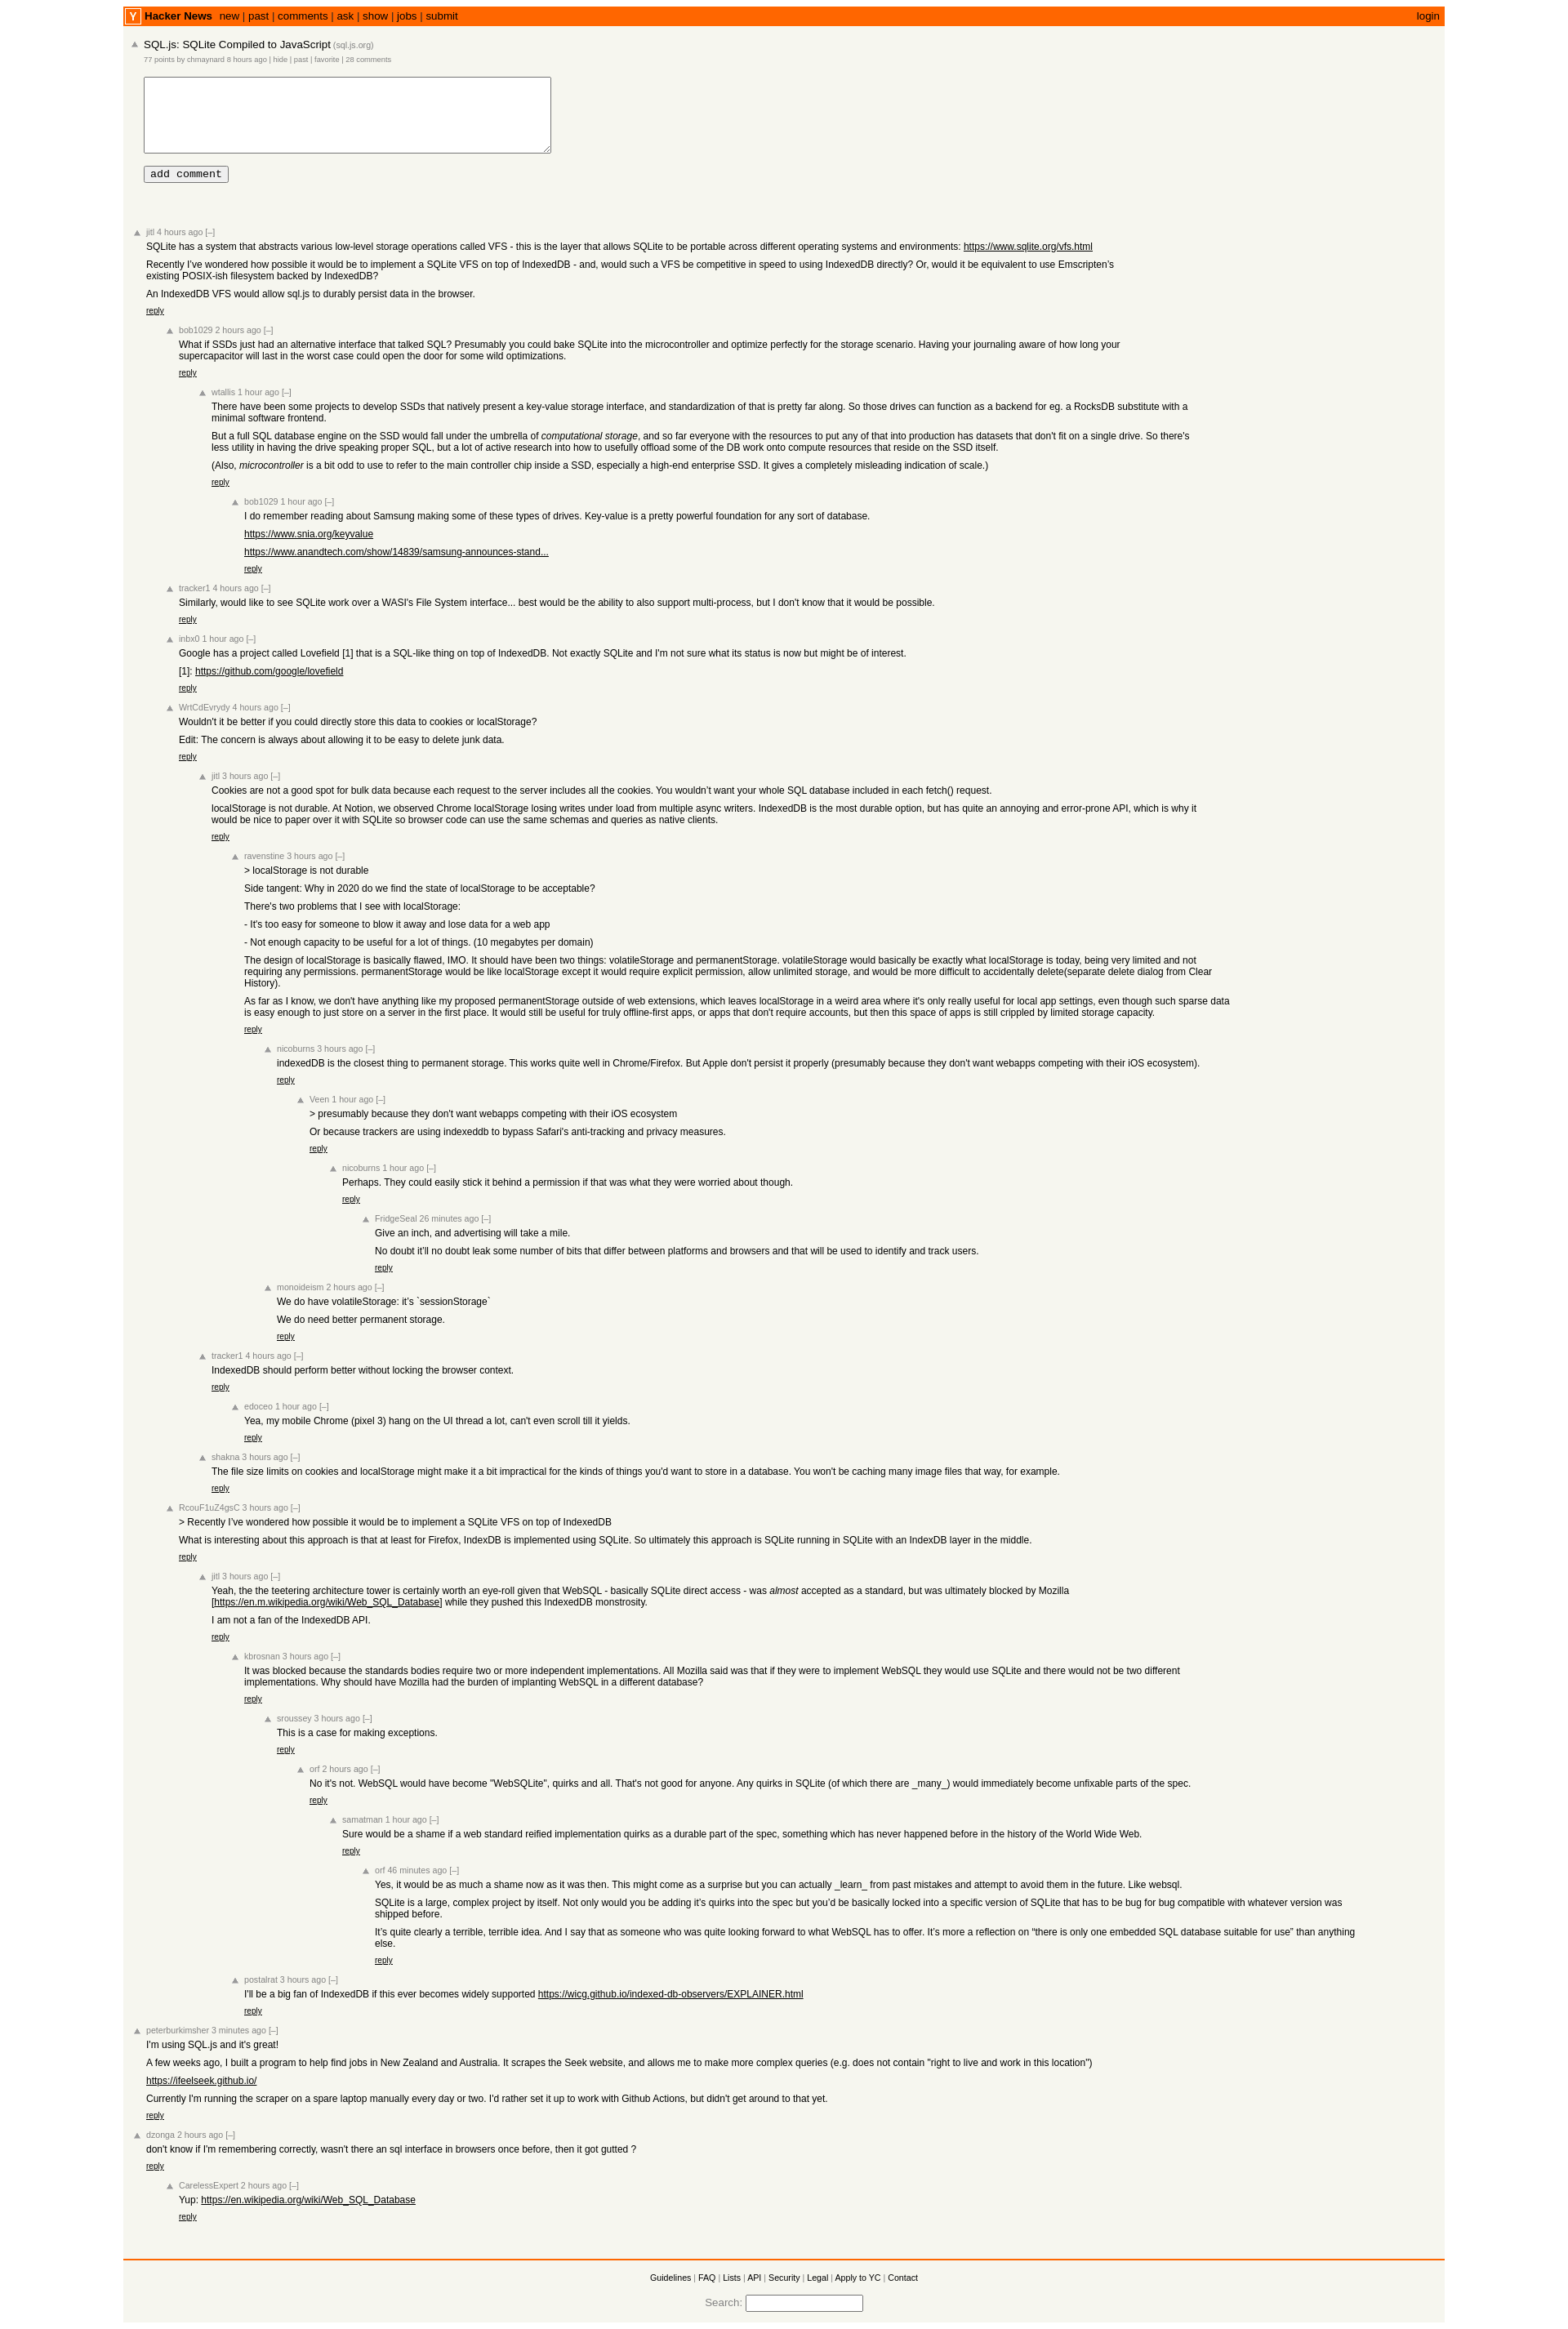 Y Hacker News new | past | comments | ask | show | jobs | submit login
SQL.js: SQLite Compiled to JavaScript (sql.js.org)
77 points by chmaynard 8 hours ago | hide | past | favorite | 28 comments
add comment
jitl 4 hours ago [–]
SQLite has a system that abstracts various low-level storage operations called VFS - this is the layer that allows SQLite to be portable across different operating systems and environments: https://www.sqlite.org/vfs.html
Recently I've wondered how possible it would be to implement a SQLite VFS on top of IndexedDB - and, would such a VFS be competitive in speed to using IndexedDB directly? Or, would it be equivalent to use Emscripten's
existing POSIX-ish filesystem backed by IndexedDB?
An IndexedDB VFS would allow sql.js to durably persist data in the browser.
reply
bob1029 2 hours ago [–]
What if SSDs just had an alternative interface that talked SQL? Presumably you could bake SQLite into the microcontroller and optimize perfectly for the storage scenario. Having your journaling aware of how long your
supercapacitor will last in the worst case could open the door for some wild optimizations.
reply
wtallis 1 hour ago [–]
There have been some projects to develop SSDs that natively present a key-value storage interface, and standardization of that is pretty far along. So those drives can function as a backend for eg. a RocksDB substitute with a
minimal software frontend.
But a full SQL database engine on the SSD would fall under the umbrella of computational storage, and so far everyone with the resources to put any of that into production has datasets that don't fit on a single drive. So there's
less utility in having the drive speaking proper SQL, but a lot of active research into how to usefully offload some of the DB work onto compute resources that reside on the SSD itself.
(Also, microcontroller is a bit odd to use to refer to the main controller chip inside a SSD, especially a high-end enterprise SSD. It gives a completely misleading indication of scale.)
reply
bob1029 1 hour ago [–]
I do remember reading about Samsung making some of these types of drives. Key-value is a pretty powerful foundation for any sort of database.
https://www.snia.org/keyvalue
https://www.anandtech.com/show/14839/samsung-announces-stand...
reply
tracker1 4 hours ago [–]
Similarly, would like to see SQLite work over a WASI's File System interface... best would be the ability to also support multi-process, but I don't know that it would be possible.
reply
inbx0 1 hour ago [–]
Google has a project called Lovefield [1] that is a SQL-like thing on top of IndexedDB. Not exactly SQLite and I'm not sure what its status is now but might be of interest.
[1]: https://github.com/google/lovefield
reply
WrtCdEvrydy 4 hours ago [–]
Wouldn't it be better if you could directly store this data to cookies or localStorage?
Edit: The concern is always about allowing it to be easy to delete junk data.
reply
jitl 3 hours ago [–]
Cookies are not a good spot for bulk data because each request to the server includes all the cookies. You wouldn't want your whole SQL database included in each fetch() request.
localStorage is not durable. At Notion, we observed Chrome localStorage losing writes under load from multiple async writers. IndexedDB is the most durable option, but has quite an annoying and error-prone API, which is why it
would be nice to paper over it with SQLite so browser code can use the same schemas and queries as native clients.
reply
ravenstine 3 hours ago [–]
> localStorage is not durable
Side tangent: Why in 2020 do we find the state of localStorage to be acceptable?
There's two problems that I see with localStorage:
- It's too easy for someone to blow it away and lose data for a web app
- Not enough capacity to be useful for a lot of things. (10 megabytes per domain)
The design of localStorage is basically flawed, IMO. It should have been two things: volatileStorage and permanentStorage. volatileStorage would basically be exactly what localStorage is today, being very limited and not
requiring any permissions. permanentStorage would be like localStorage except it would require explicit permission, allow unlimited storage, and would be more difficult to accidentally delete(separate delete dialog from Clear
History).
As far as I know, we don't have anything like my proposed permanentStorage outside of web extensions, which leaves localStorage in a weird area where it's only really useful for local app settings, even though such sparse data
is easy enough to just store on a server in the first place. It would still be useful for truly offline-first apps, or apps that don't require accounts, but then this space of apps is still crippled by limited storage capacity.
reply
nicoburns 3 hours ago [–]
indexedDB is the closest thing to permanent storage. This works quite well in Chrome/Firefox. But Apple don't persist it properly (presumably because they don't want webapps competing with their iOS ecosystem).
reply
Veen 1 hour ago [–]
> presumably because they don't want webapps competing with their iOS ecosystem
Or because trackers are using indexeddb to bypass Safari's anti-tracking and privacy measures.
reply
nicoburns 1 hour ago [–]
Perhaps. They could easily stick it behind a permission if that was what they were worried about though.
reply
FridgeSeal 26 minutes ago [–]
Give an inch, and advertising will take a mile.
No doubt it'll no doubt leak some number of bits that differ between platforms and browsers and that will be used to identify and track users.
reply
monoideism 2 hours ago [–]
We do have volatileStorage: it's `sessionStorage`
We do need better permanent storage.
reply
tracker1 4 hours ago [–]
IndexedDB should perform better without locking the browser context.
reply
edoceo 1 hour ago [–]
Yea, my mobile Chrome (pixel 3) hang on the UI thread a lot, can't even scroll till it yields.
reply
shakna 3 hours ago [–]
The file size limits on cookies and localStorage might make it a bit impractical for the kinds of things you'd want to store in a database. You won't be caching many image files that way, for example.
reply
RcouF1uZ4gsC 3 hours ago [–]
> Recently I've wondered how possible it would be to implement a SQLite VFS on top of IndexedDB
What is interesting about this approach is that at least for Firefox, IndexDB is implemented using SQLite. So ultimately this approach is SQLite running in SQLite with an IndexDB layer in the middle.
reply
jitl 3 hours ago [–]
Yeah, the the teetering architecture tower is certainly worth an eye-roll given that WebSQL - basically SQLite direct access - was almost accepted as a standard, but was ultimately blocked by Mozilla
[https://en.m.wikipedia.org/wiki/Web_SQL_Database] while they pushed this IndexedDB monstrosity.
I am not a fan of the IndexedDB API.
reply
kbrosnan 3 hours ago [–]
It was blocked because the standards bodies require two or more independent implementations. All Mozilla said was that if they were to implement WebSQL they would use SQLite and there would not be two different
implementations. Why should have Mozilla had the burden of implanting WebSQL in a different database?
reply
sroussey 3 hours ago [–]
This is a case for making exceptions.
reply
orf 2 hours ago [–]
No it's not. WebSQL would have become "WebSQLite", quirks and all. That's not good for anyone. Any quirks in SQLite (of which there are _many_) would immediately become unfixable parts of the spec.
reply
samatman 1 hour ago [–]
Sure would be a shame if a web standard reified implementation quirks as a durable part of the spec, something which has never happened before in the history of the World Wide Web.
reply
orf 46 minutes ago [–]
Yes, it would be as much a shame now as it was then. This might come as a surprise but you can actually _learn_ from past mistakes and attempt to avoid them in the future. Like websql.
SQLite is a large, complex project by itself. Not only would you be adding it's quirks into the spec but you'd be basically locked into a specific version of SQLite that has to be bug for bug compatible with whatever version was
shipped before.
It's quite clearly a terrible, terrible idea. And I say that as someone who was quite looking forward to what WebSQL has to offer. It's more a reflection on “there is only one embedded SQL database suitable for use” than anything
else.
reply
postalrat 3 hours ago [–]
I'll be a big fan of IndexedDB if this ever becomes widely supported https://wicg.github.io/indexed-db-observers/EXPLAINER.html
reply
peterburkimsher 3 minutes ago [–]
I'm using SQL.js and it's great!
A few weeks ago, I built a program to help find jobs in New Zealand and Australia. It scrapes the Seek website, and allows me to make more complex queries (e.g. does not contain "right to live and work in this location")
https://ifeelseek.github.io/
Currently I'm running the scraper on a spare laptop manually every day or two. I'd rather set it up to work with Github Actions, but didn't get around to that yet.
reply
dzonga 2 hours ago [–]
don't know if I'm remembering correctly, wasn't there an sql interface in browsers once before, then it got gutted ?
reply
CarelessExpert 2 hours ago [–]
Yup: https://en.wikipedia.org/wiki/Web_SQL_Database
reply
Guidelines | FAQ | Lists | API | Security | Legal | Apply to YC | Contact
Search: